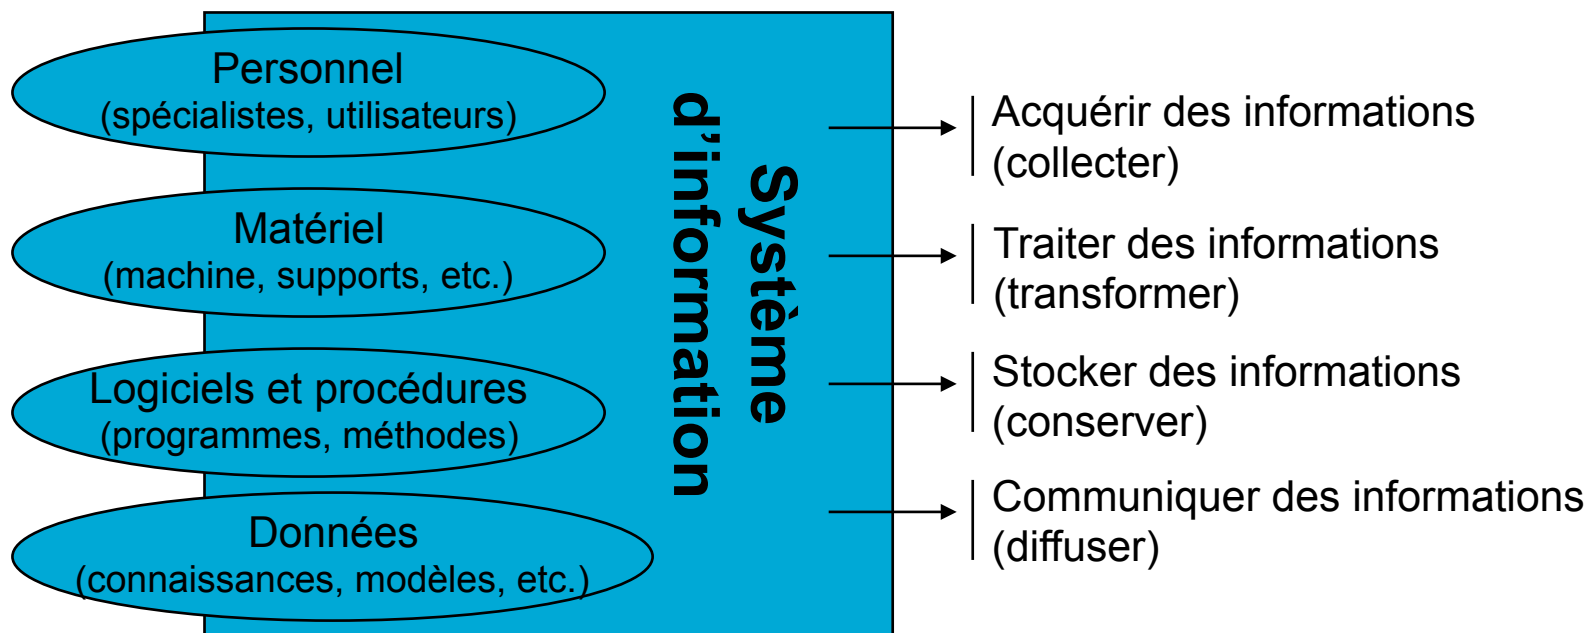 Personnel
(spécialistes, utilisateurs)
Matériel
(machine, supports, etc.)
Logiciels et procédures
(programmes, méthodes)
Données
(connaissances, modèles, etc.)
Système
d’information
Acquérir des informations
(collecter)
Traiter des informations
(transformer)
Stocker des informations
(conserver)
Communiquer des informations
(diffuser)